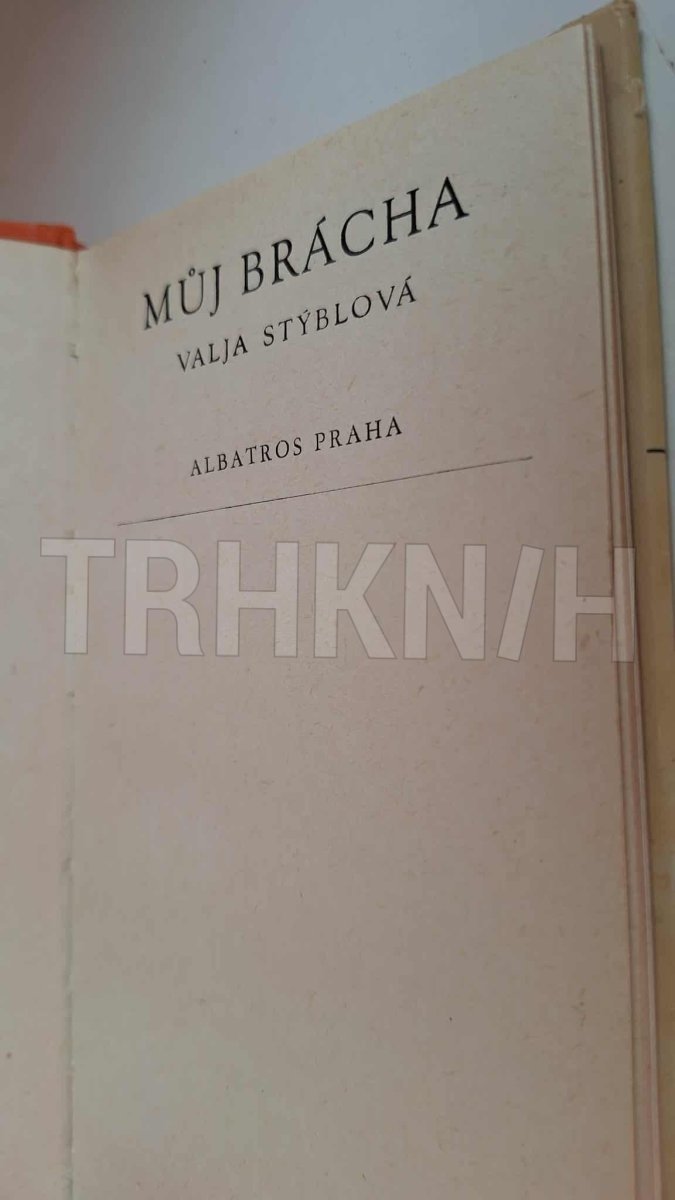 MŮJ BRÁCHA
VALJA STÝBLOVÁ
ALBATROS PRAHA
TRHKNIH